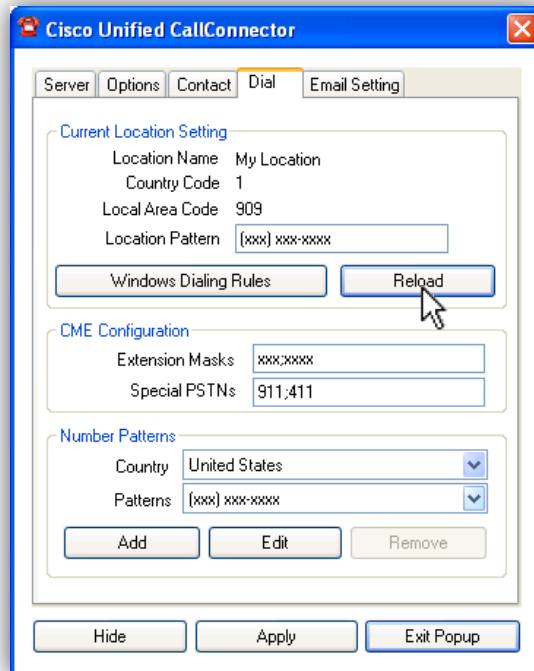 Cisco Unified CallConnector
Server Options Contact Dial Email Setting
Current Location Setting
Location Name My Location
Country Code 1
Local Area Code 909
Location Pattern (xxx) xxx-xxxx
Windows Dialing Rules Reload
CME Configuration
Extension Masks xxx;xxxx
Special PSTNs 911;411
Number Patterns
Country United States
Patterns (xxx) xxx-xxxx
Add Edit Remove
Hide Apply Exit Popup